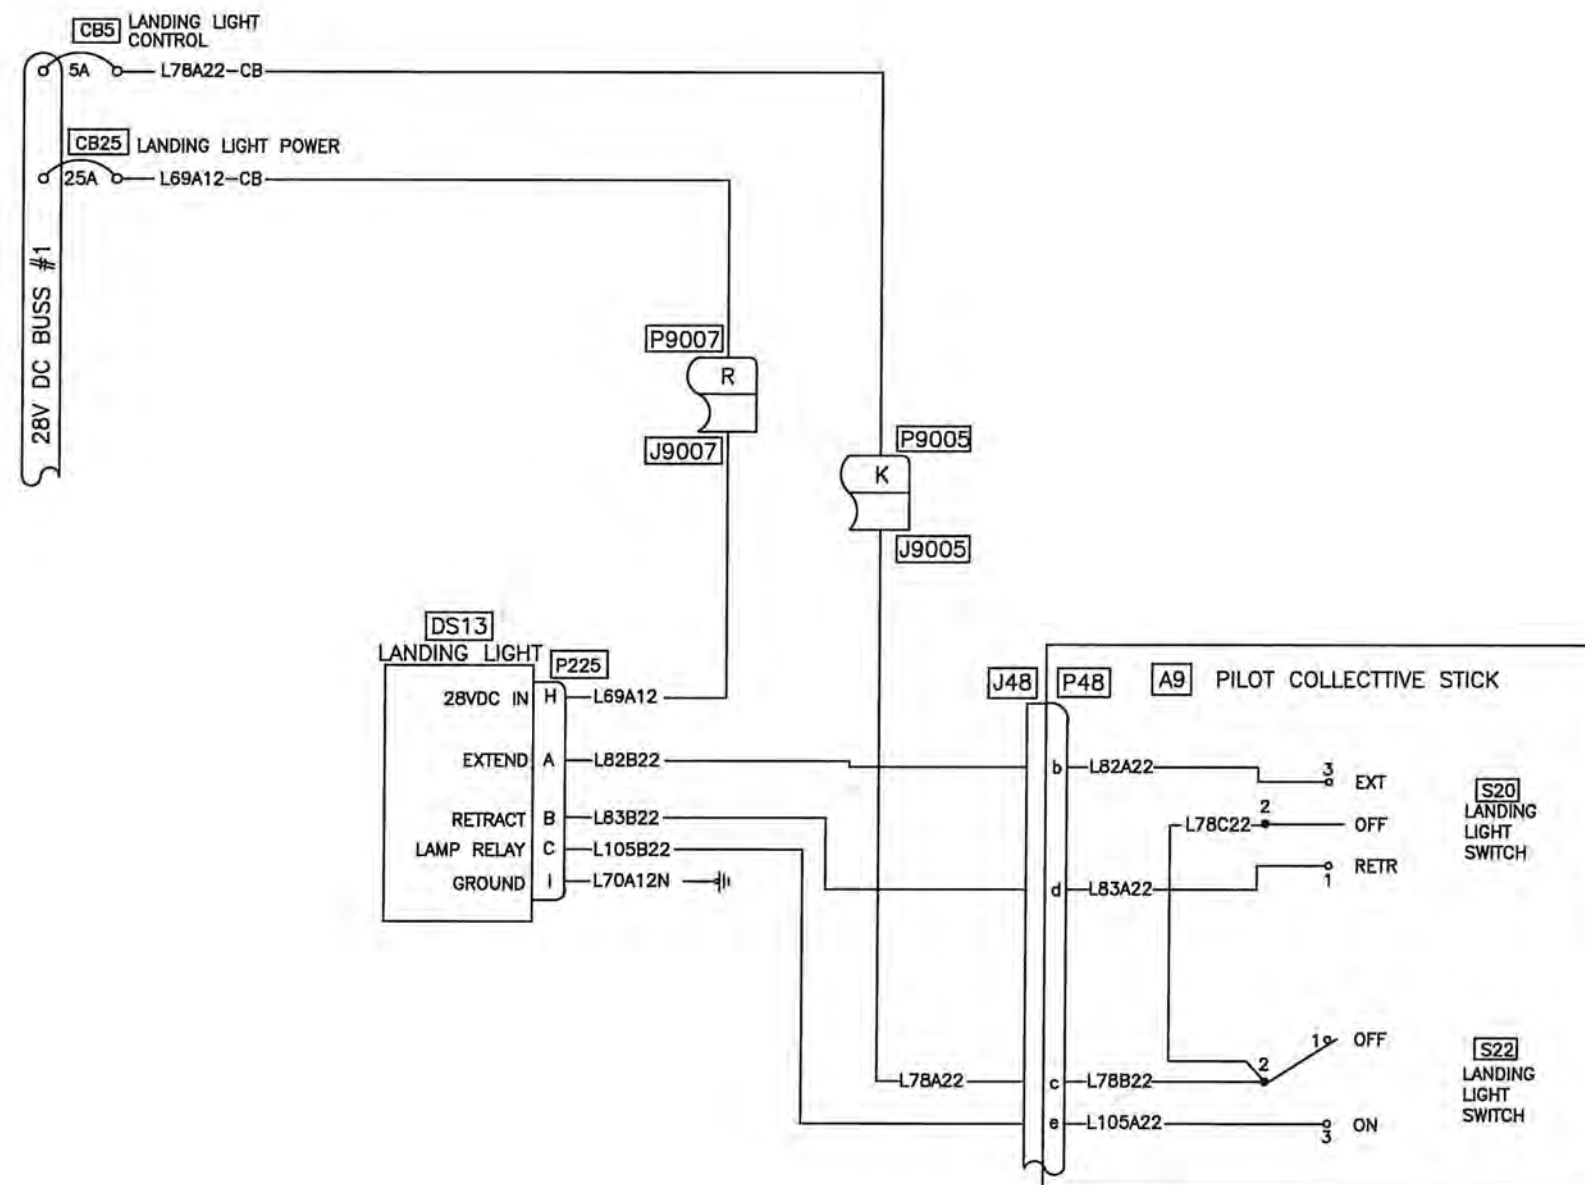 CB5 LANDING LIGHT
CONTROL
5A L78A22-CB
CB25 LANDING LIGHT POWER
25A L69A12-CB
28V DC BUSS #1
P9007
R
J9007
P9005
K
J9005
DS13
LANDING LIGHT
P225
28VDC IN H L69A12
EXTEND A L82B22
RETRACT B L83B22
LAMP RELAY C L105B22
GROUND I L70A12N
J48 P48 A9 PILOT COLLECTTIVE STICK
b L82A22 3 EXT
L78C22 2 OFF
d L83A22 1 RETR
S20
LANDING
LIGHT
SWITCH
1 OFF
L78A22 c L78B22 2
e L105A22 3 ON
S22
LANDING
LIGHT
SWITCH